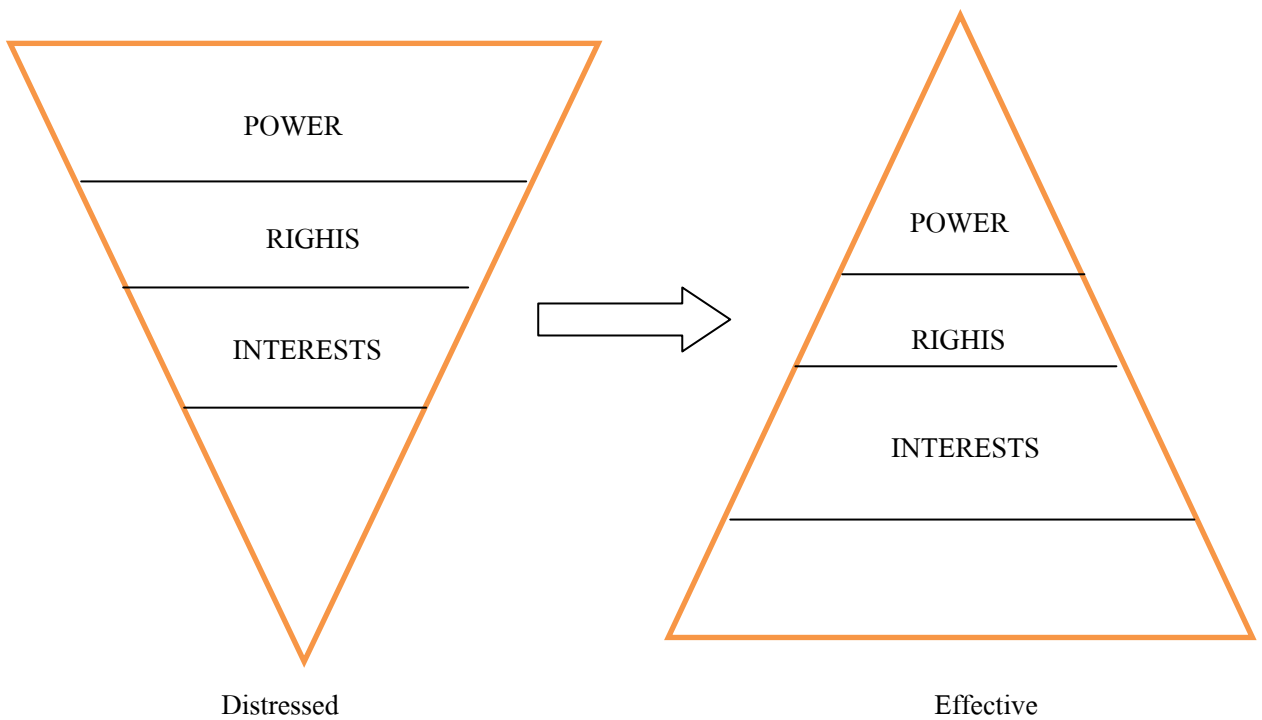 POWER
RIGHIS
INTERESTS
Distressed
POWER
RIGHIS
INTERESTS
Effective